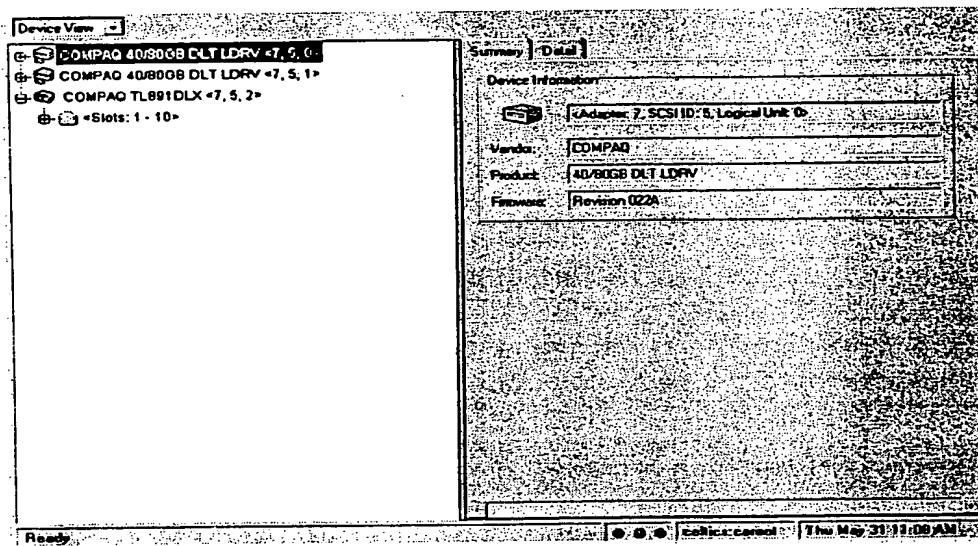 Device View
COMPAQ 40/80GB DLT LDRV <7, 5, 0>
COMPAQ 40/80GB DLT LDRV <7, 5, 1>
COMPAQ TL891DLX <7, 5, 2>
<Slots: 1 - 10>
Summary Detail
Device Information
<Adapter: 7, SCSI ID: 5, Logical Unit: 0>
Vendor: COMPAQ
Product: 40/80GB DLT LDRV
Firmware: Revision 022A
Ready
Thu May 31 11:08 AM